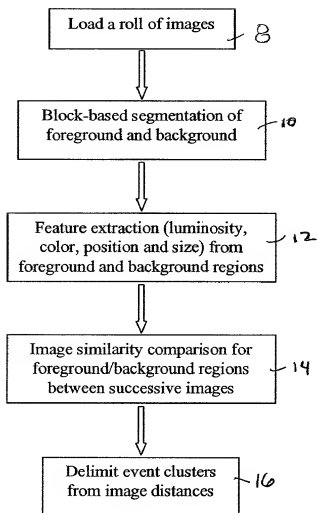 Load a roll of images
8
Block-based segmentation of
foreground and background
10
Feature extraction (luminosity,
color, position and size) from
foreground and background regions
12
Image similarity comparison for
foreground/background regions
between successive images
14
Delimit event clusters
from image distances
16